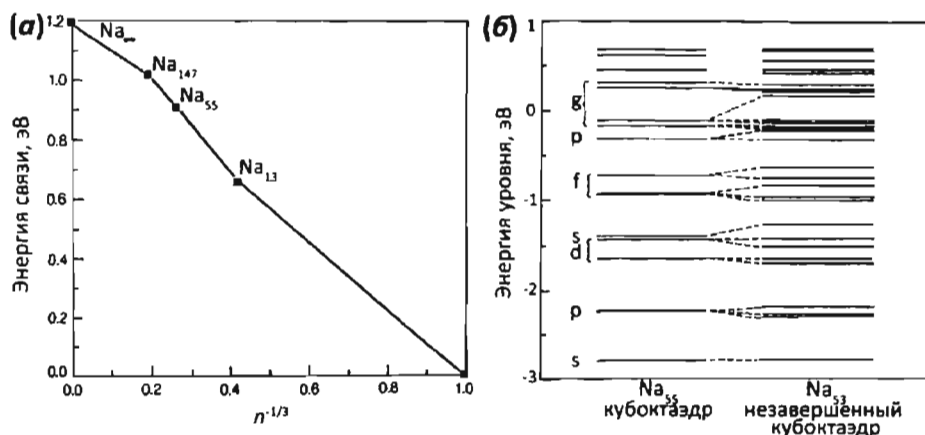 (а)
Энергия связи, эВ
1.2
1.0
0.8
0.6
0.4
0.2
0.0
Na∞
Na147
Na55
Na13
0.0
0.2
0.4
0.6
0.8
1.0
n-1/3
(б)
Энергия уровня, эВ
1
0
-1
-2
-3
g
p
f
s
d
p
s
Na55
кубоктаэдр
Na53
незавершенный
кубоктаэдр